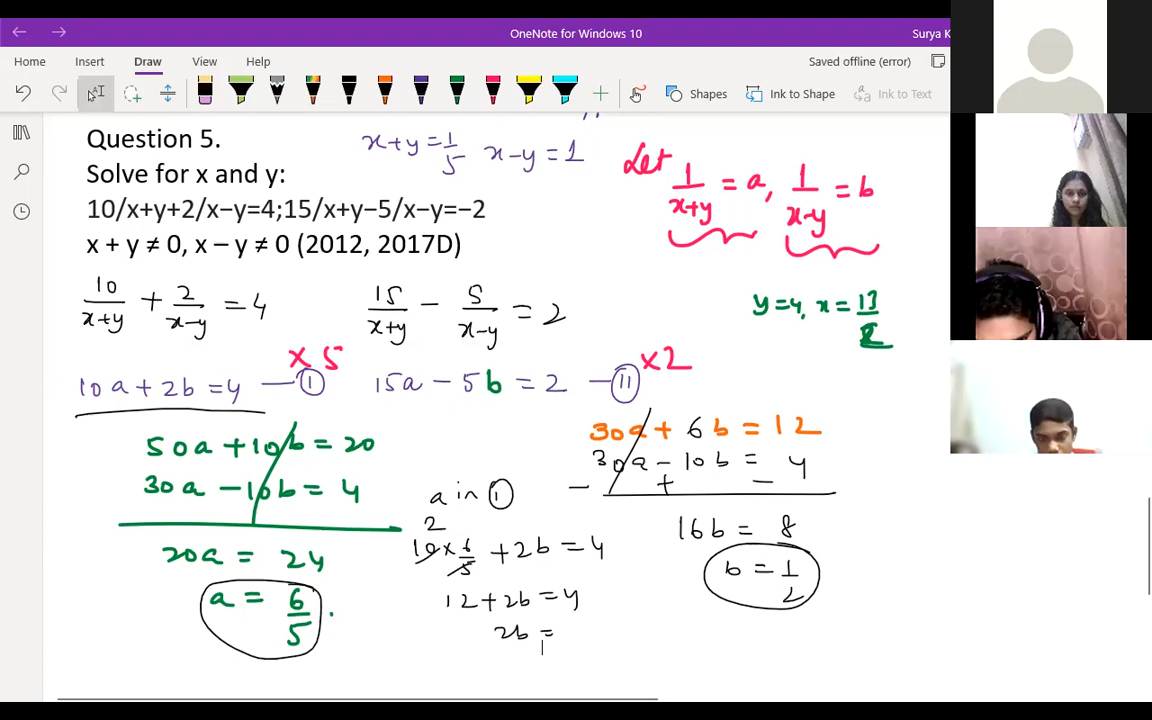 OneNote for Windows 10
Surya K
Home Insert Draw View Help
Saved offline (error)
Shapes Ink to Shape Ink to Text
Question 5.
Solve for x and y:
10/x+y+2/x−y=4;15/x+y−5/x−y=−2
x + y ≠ 0, x – y ≠ 0 (2012, 2017D)
x+y = 1/5 x-y = 1
Let 1/x+y = a, 1/x-y = b
10/x+y + 2/x-y = 4
15/x+y - 5/x-y = 2
y=4, x = 13/2
× 5
×2
10a + 2b = 4 — ①
15a - 5b = 2 — ⑪
50a + 10b = 20
30a - 10b = 4
20a = 24
a = 6/5 .
a in ①
2
10 × 6/5 + 2b = 4
12 + 2b = 4
2b =
30a + 6b = 12
30a - 10b = 4
- + -
16b = 8
b = 1/2